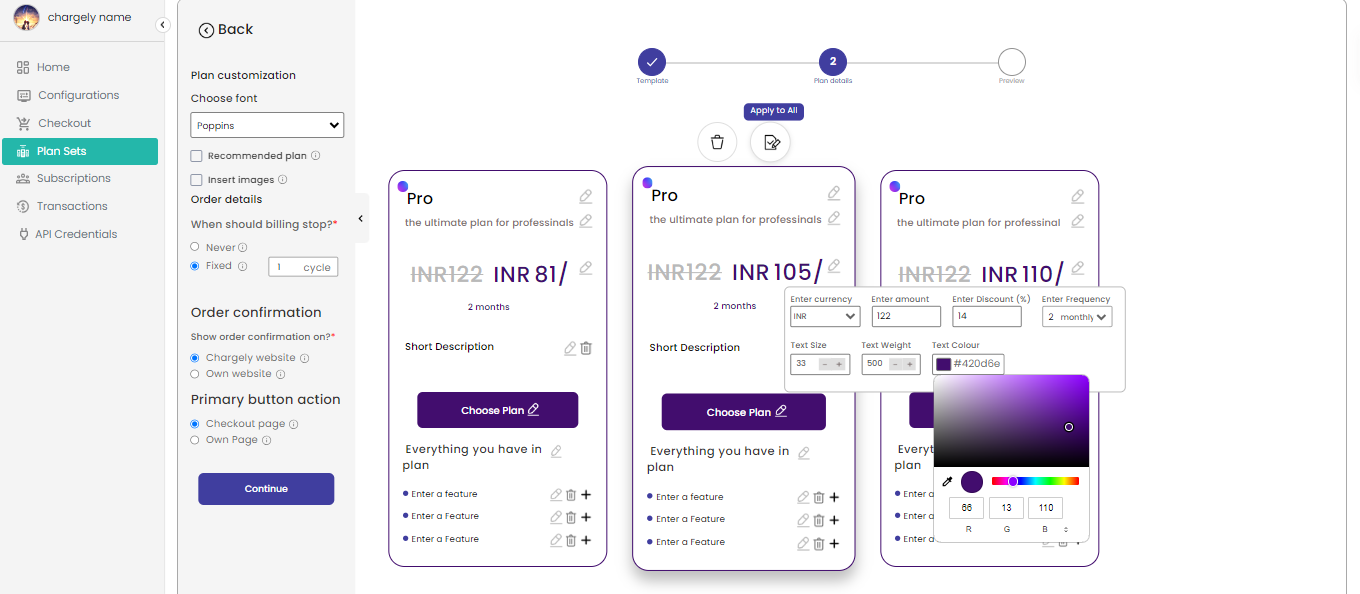 chargely name
Home
Configurations
Checkout
Plan Sets
Subscriptions
Transactions
API Credentials
Back
Plan customization
Choose font
Poppins
Recommended plan
Insert images
Order details
When should billing stop?*
Never
Fixed
1 cycle
Order confirmation
Show order confirmation on?*
Chargely website
Own website
Primary button action
Checkout page
Own Page
Continue
Template
2
Plan details
Preview
Apply to All
Pro
the ultimate plan for professinals
INR122 INR 81/
2 months
Short Description
Choose Plan
Everything you have in
plan
Enter a feature
Enter a Feature
Enter a Feature
Pro
the ultimate plan for professinals
INR122 INR 105/
2 months
Short Description
Choose Plan
Everything you have in
plan
Enter a feature
Enter a Feature
Enter a Feature
Pro
the ultimate plan for professinal
INR122 INR 110/
Enter currency Enter amount Enter Discount (%) Enter Frequency
INR 122 14 2 monthly
Text Size Text Weight Text Colour
33 - + 500 - + #420d6e
plan
Enter a
Enter a
66 13 110
R G B